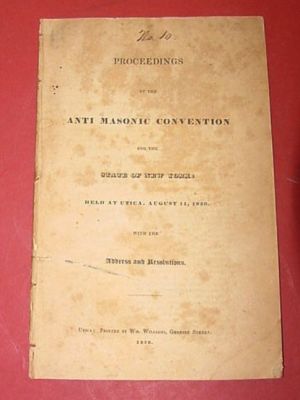 No. 10
PROCEEDINGS
OF THE
ANTI MASONIC CONVENTION
FOR THE
STATE OF NEW YORK:
HELD AT UTICA, AUGUST 11, 1830.
WITH THE
Address and Resolutions.
UTICA: PRINTED BY WM. WILLIAMS, GENESEE STREET.
1830.